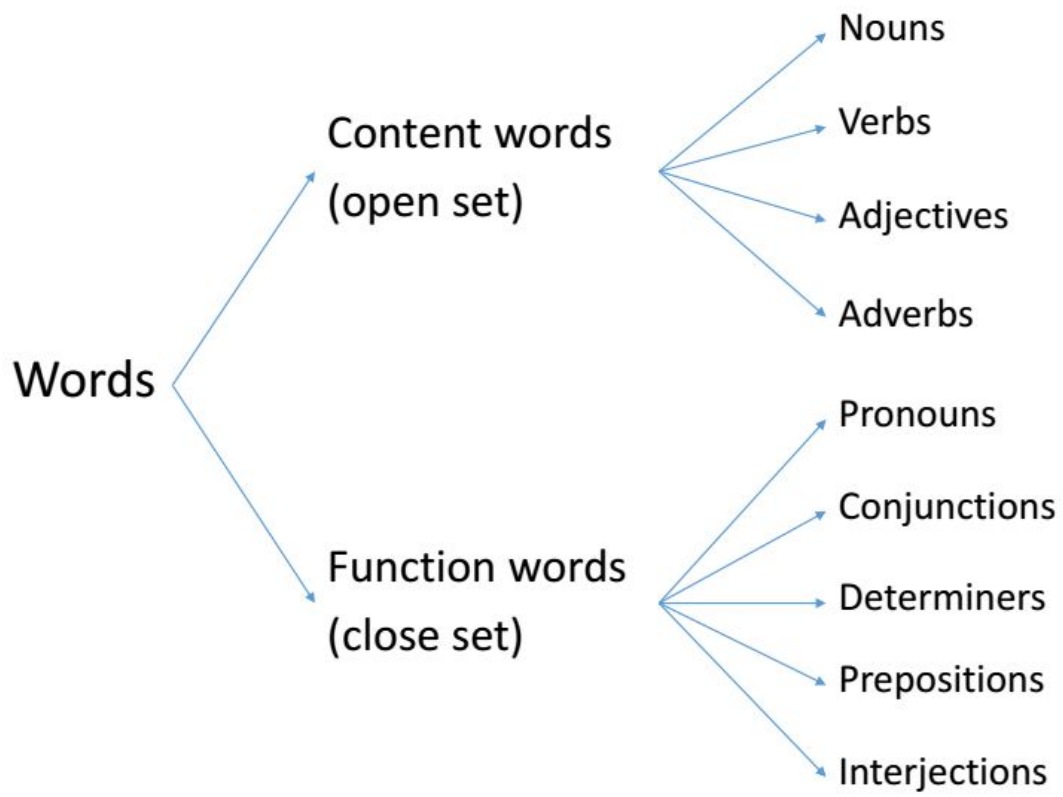 Words
Content words
(open set)
Nouns
Verbs
Adjectives
Adverbs
Function words
(close set)
Pronouns
Conjunctions
Determiners
Prepositions
Interjections